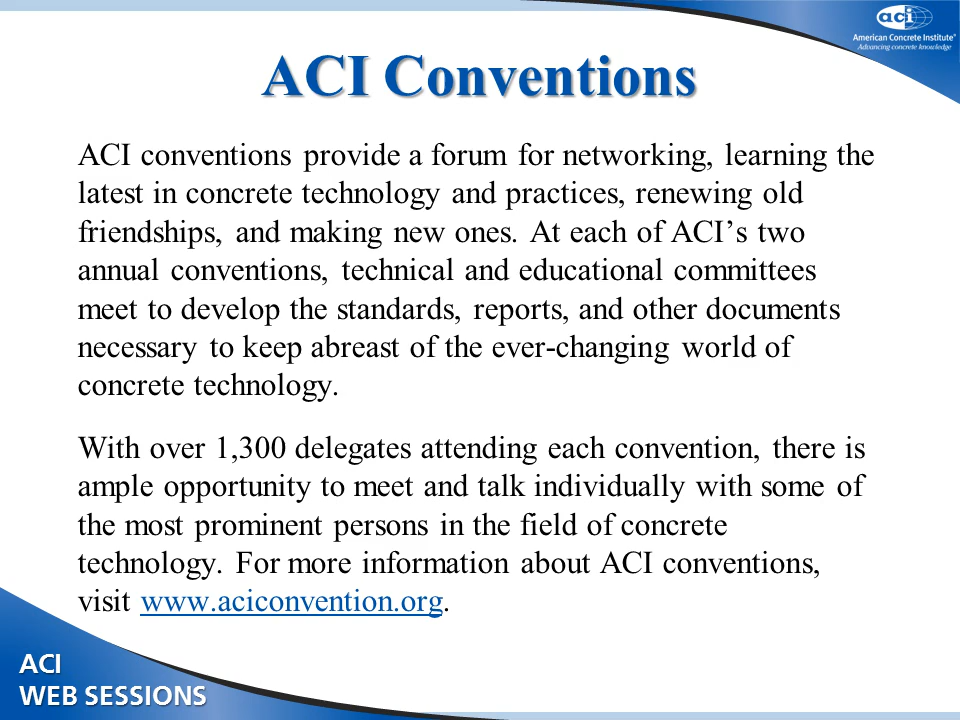 aci
American Concrete Institute®
Advancing concrete knowledge
ACI Conventions
ACI conventions provide a forum for networking, learning the
latest in concrete technology and practices, renewing old
friendships, and making new ones. At each of ACI’s two
annual conventions, technical and educational committees
meet to develop the standards, reports, and other documents
necessary to keep abreast of the ever-changing world of
concrete technology.
With over 1,300 delegates attending each convention, there is
ample opportunity to meet and talk individually with some of
the most prominent persons in the field of concrete
technology. For more information about ACI conventions,
visit www.aciconvention.org.
ACI
WEB SESSIONS